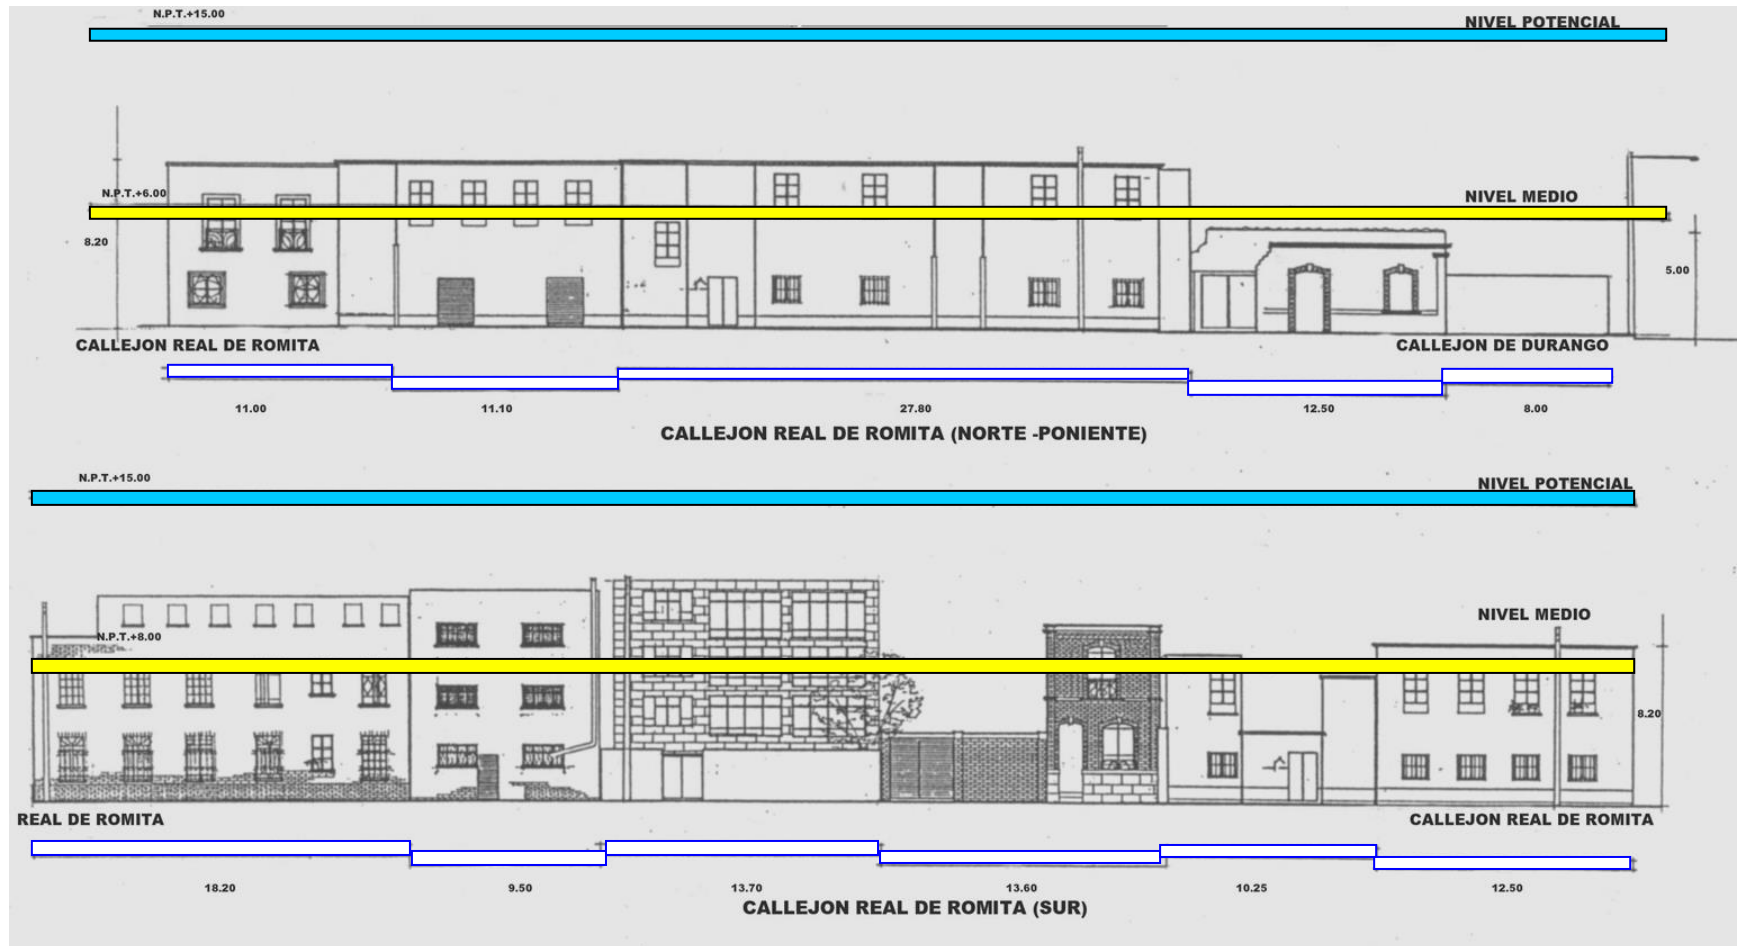 N.P.T.+15.00
NIVEL POTENCIAL
N.P.T.+6.00
NIVEL MEDIO
8.20
5.00
CALLEJON REAL DE ROMITA
CALLEJON DE DURANGO
11.00
11.10
27.80
12.50
8.00
CALLEJON REAL DE ROMITA (NORTE -PONIENTE)
N.P.T.+15.00
NIVEL POTENCIAL
NIVEL MEDIO
N.P.T.+8.00
8.20
REAL DE ROMITA
CALLEJON REAL DE ROMITA
18.20
9.50
13.70
13.60
10.25
12.50
CALLEJON REAL DE ROMITA (SUR)